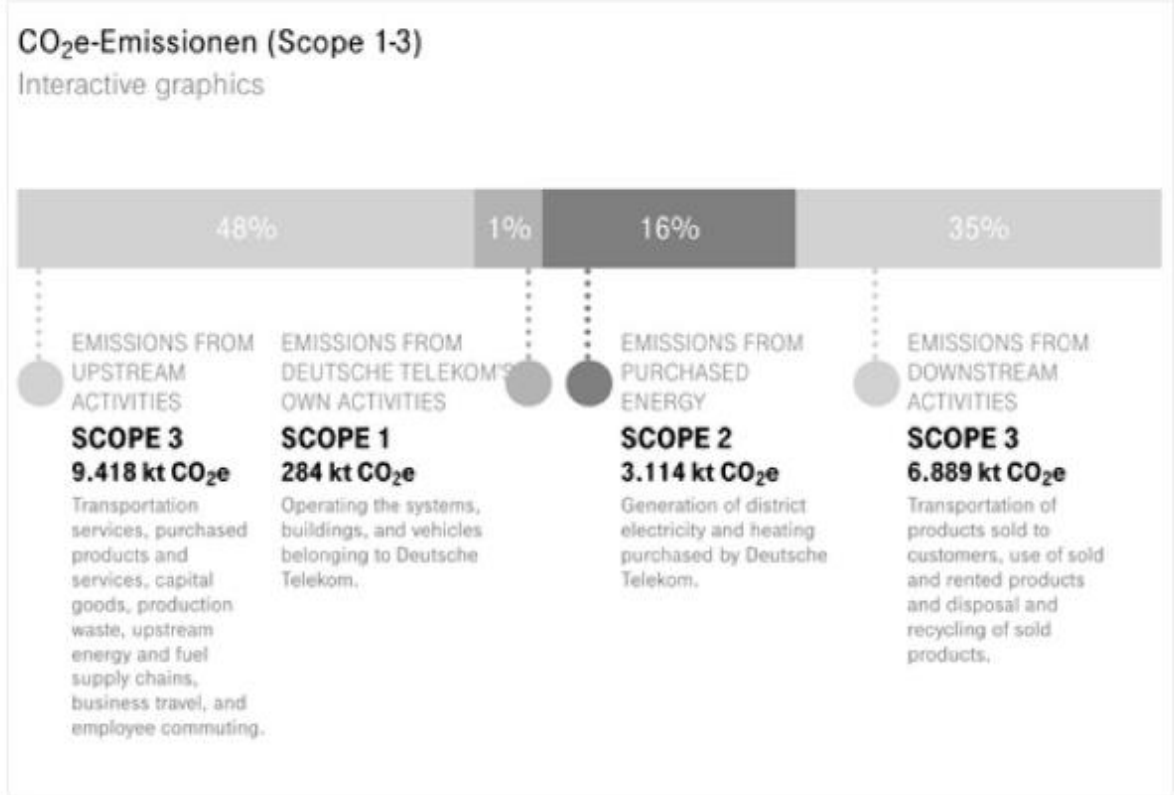 CO₂e-Emissionen (Scope 1-3)
Interactive graphics
48%
1%
16%
35%
EMISSIONS FROM
UPSTREAM
ACTIVITIES
SCOPE 3
9.418 kt CO₂e
Transportation
services, purchased
products and
services, capital
goods, production
waste, upstream
energy and fuel
supply chains,
business travel, and
employee commuting.
EMISSIONS FROM
DEUTSCHE TELEKOM'S
OWN ACTIVITIES
SCOPE 1
284 kt CO₂e
Operating the systems,
buildings, and vehicles
belonging to Deutsche
Telekom.
EMISSIONS FROM
PURCHASED
ENERGY
SCOPE 2
3.114 kt CO₂e
Generation of district
electricity and heating
purchased by Deutsche
Telekom.
EMISSIONS FROM
DOWNSTREAM
ACTIVITIES
SCOPE 3
6.889 kt CO₂e
Transportation of
products sold to
customers, use of sold
and rented products
and disposal and
recycling of sold
products.